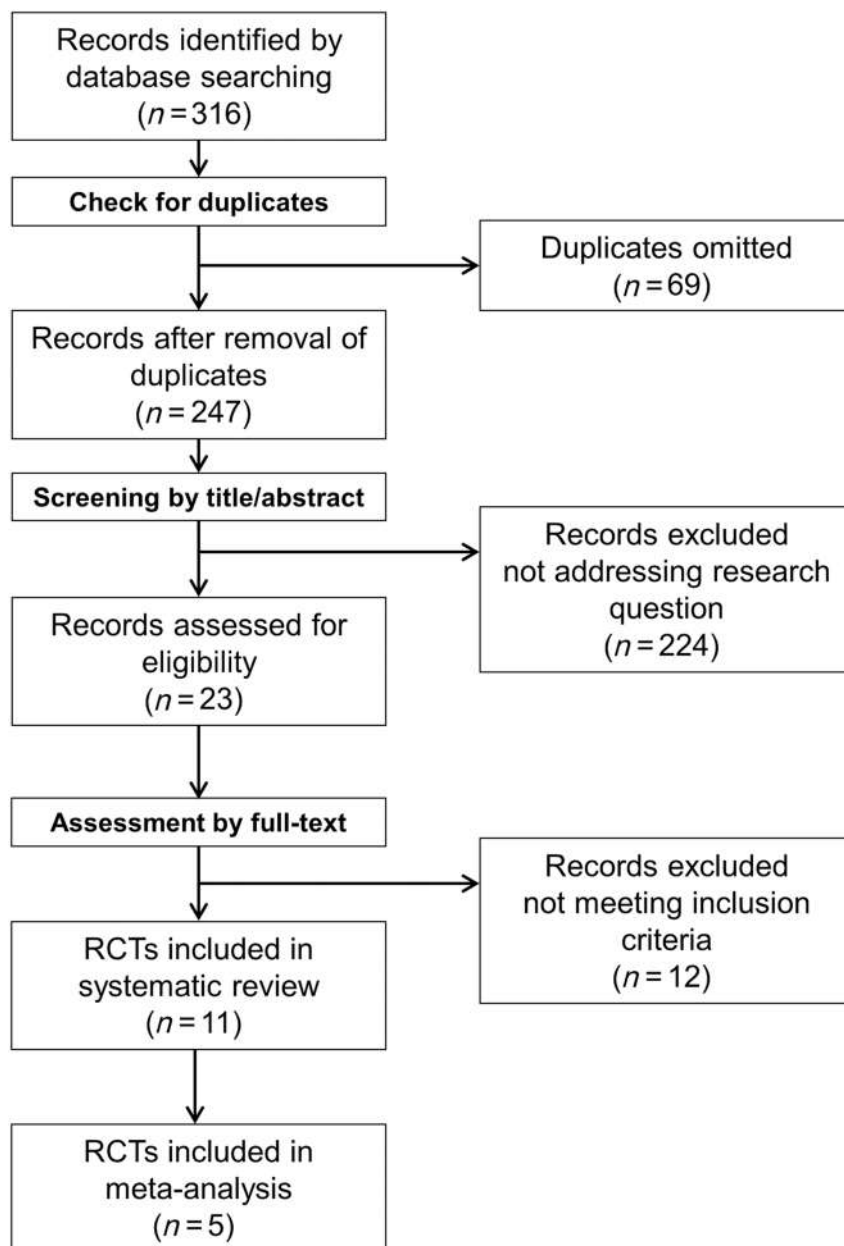 Records identified by
database searching
(n = 316)
Check for duplicates
Duplicates omitted
(n = 69)
Records after removal of
duplicates
(n = 247)
Screening by title/abstract
Records excluded
not addressing research
question
(n = 224)
Records assessed for
eligibility
(n = 23)
Assessment by full-text
Records excluded
not meeting inclusion
criteria
(n = 12)
RCTs included in
systematic review
(n = 11)
RCTs included in
meta-analysis
(n = 5)